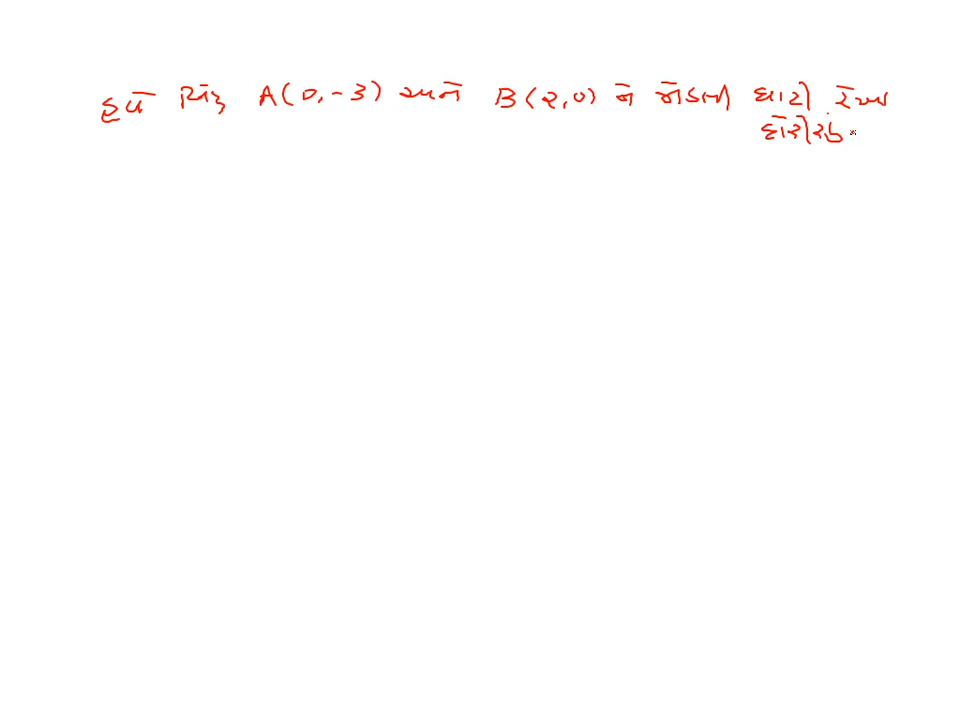 હવે બિંદુ A(0,-3) અને B(2,0) ને જોડતી ઘાટી રેખા
દોરો